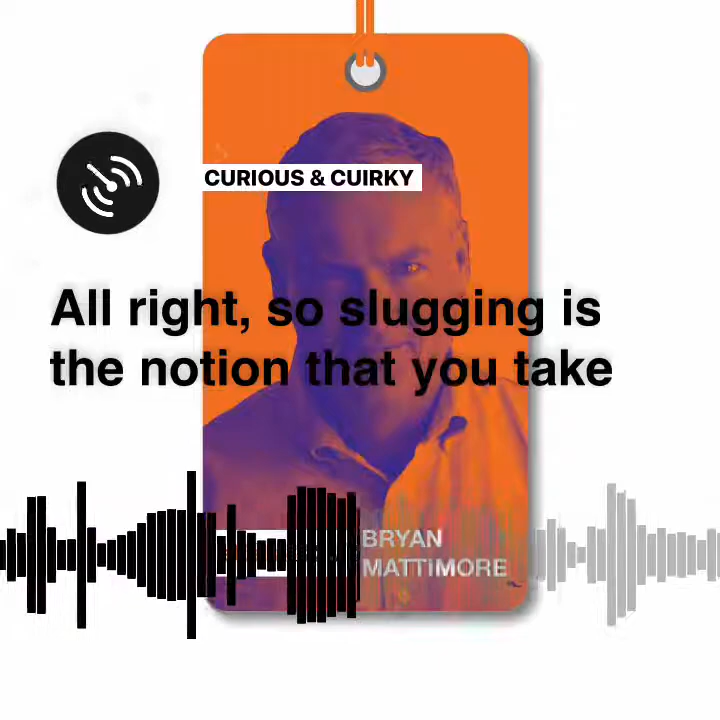 CURIOUS & CUIRKY
All right, so slugging is
the notion that you take
BRYAN
MATTIMORE